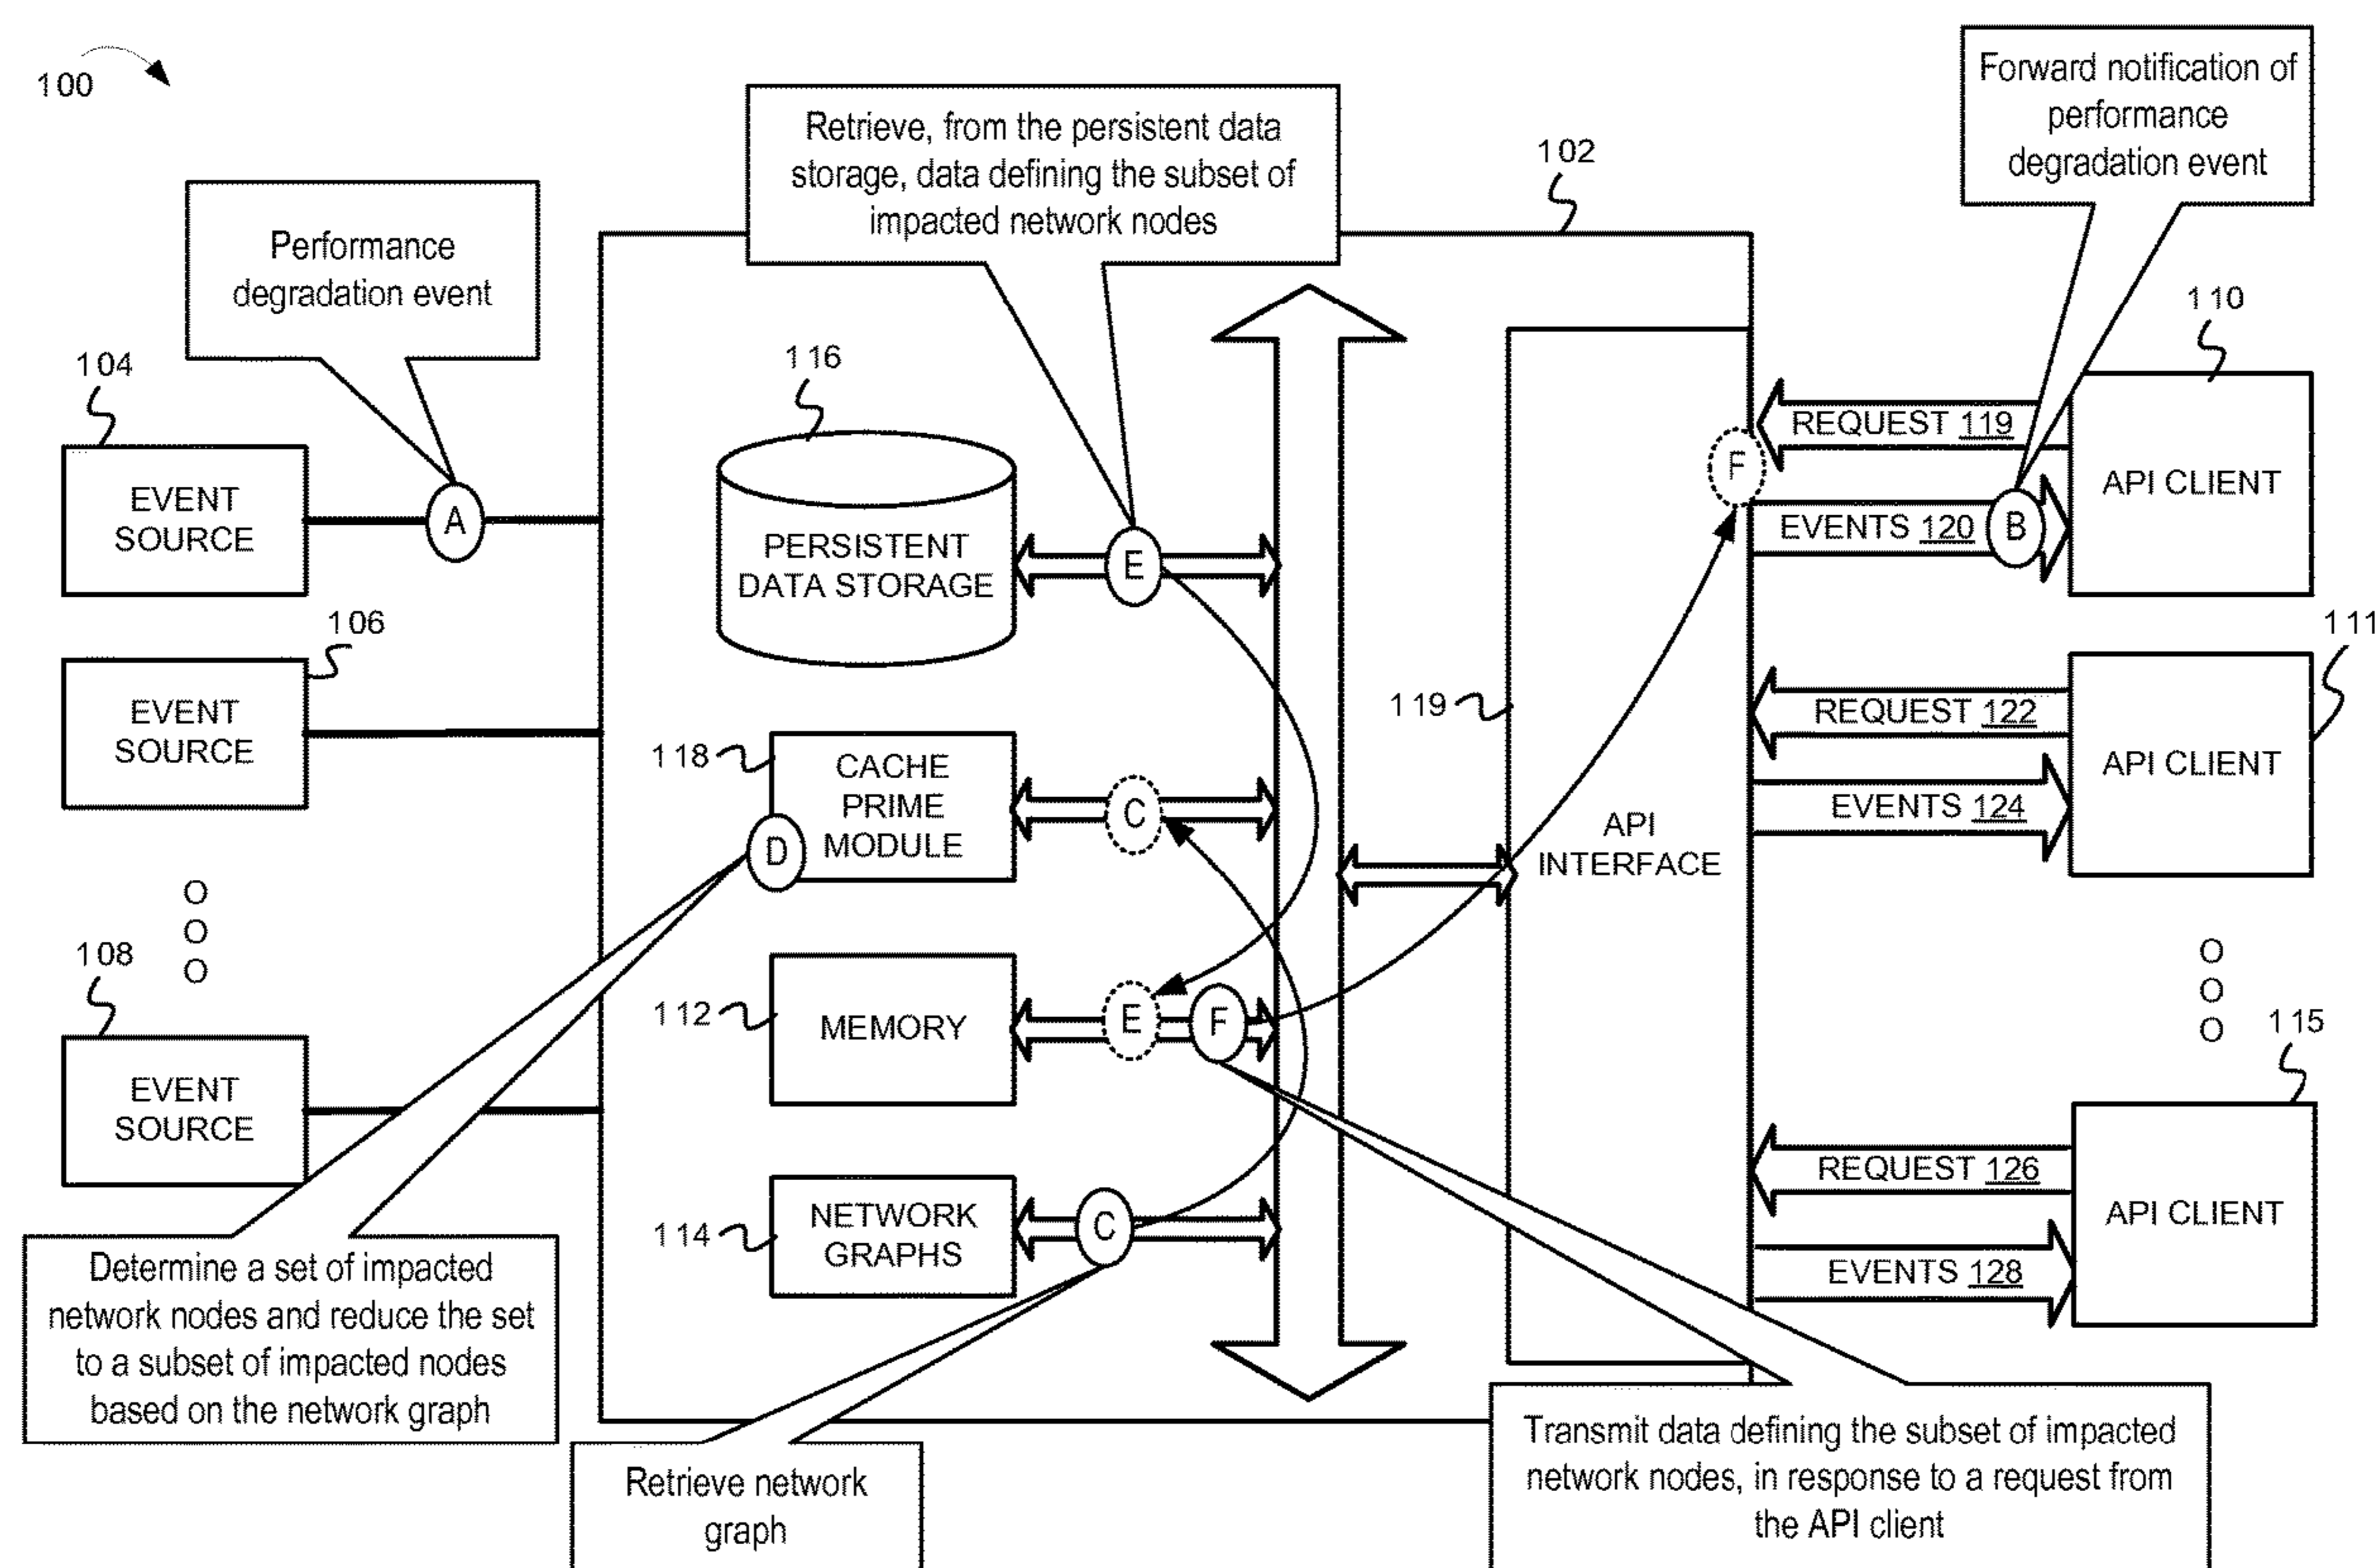 100
Forward notification of
performance
degradation event
Retrieve, from the persistent data
storage, data defining the subset of
impacted network nodes
102
Performance
degradation event
110
104
116
REQUEST 119
F
API CLIENT
EVENT
SOURCE
A
EVENTS 120
B
PERSISTENT
DATA STORAGE
E
106
111
EVENT
SOURCE
119
REQUEST 122
118
CACHE
PRIME
MODULE
C
D
API CLIENT
EVENTS 124
API
INTERFACE
O
O
O
108
O
O
O
112
MEMORY
E
F
115
EVENT
SOURCE
REQUEST 126
114
NETWORK
GRAPHS
C
API CLIENT
EVENTS 128
Determine a set of impacted
network nodes and reduce the set
to a subset of impacted nodes
based on the network graph
Retrieve network
graph
Transmit data defining the subset of impacted
network nodes, in response to a request from
the API client